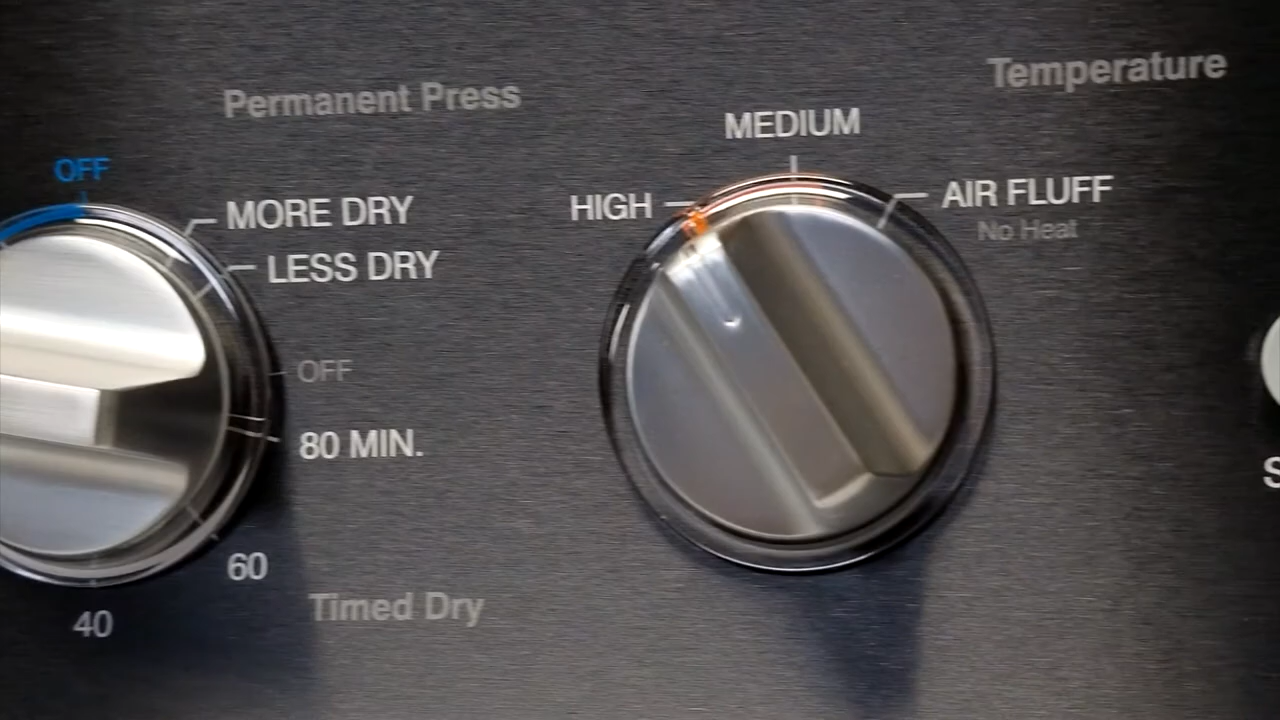 Permanent Press
Temperature
MEDIUM
OFF
MORE DRY
HIGH
AIR FLUFF
No Heat
LESS DRY
OFF
80 MIN.
60
Timed Dry
40